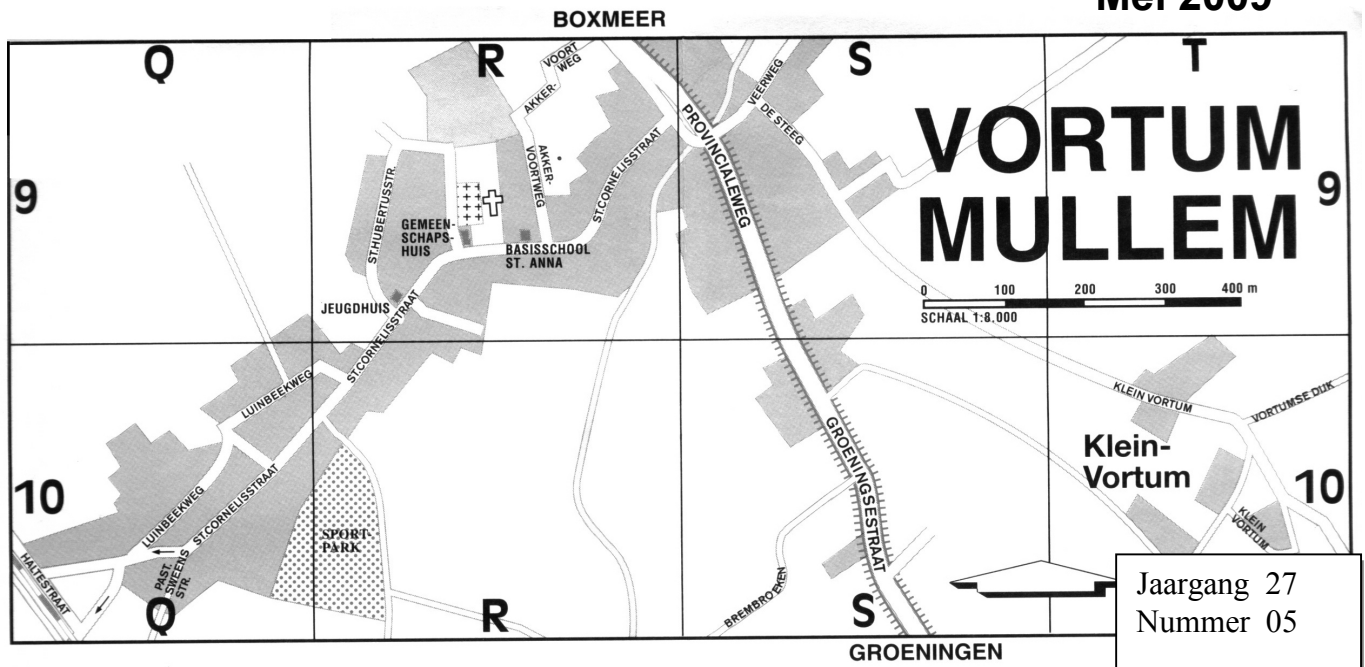 Mei 2009
BOXMEER
Q
R
S
T
VOORT
WEG
AKKER-
VEERWEG
DE STEEG
PROVINCIALEWEG
VORTUM
MULLEM
9
9
AKKER-
VOORTWEG
ST.CORNELISSTRAAT
ST.HUBERTUSSTR.
GEMEEN-
SCHAPS-
HUIS
BASISSCHOOL
ST. ANNA
JEUGDHUIS
ST.CORNELISSTRAAT
0 100 200 300 400 m
SCHAAL 1:8.000
LUINBEEKWEG
KLEIN VORTUM
VORTUMSE DIJK
Klein-
Vortum
10
10
GROENINGSESTRAAT
LUINBEEKWEG
ST.CORNELISSTRAAT
KLEIN
VORTUM
SPORT-
PARK
HALTESTRAAT
PAST.
SWEENS
STR.
BREMBROEKEN
Q
R
S
Jaargang 27
Nummer 05
GROENINGEN